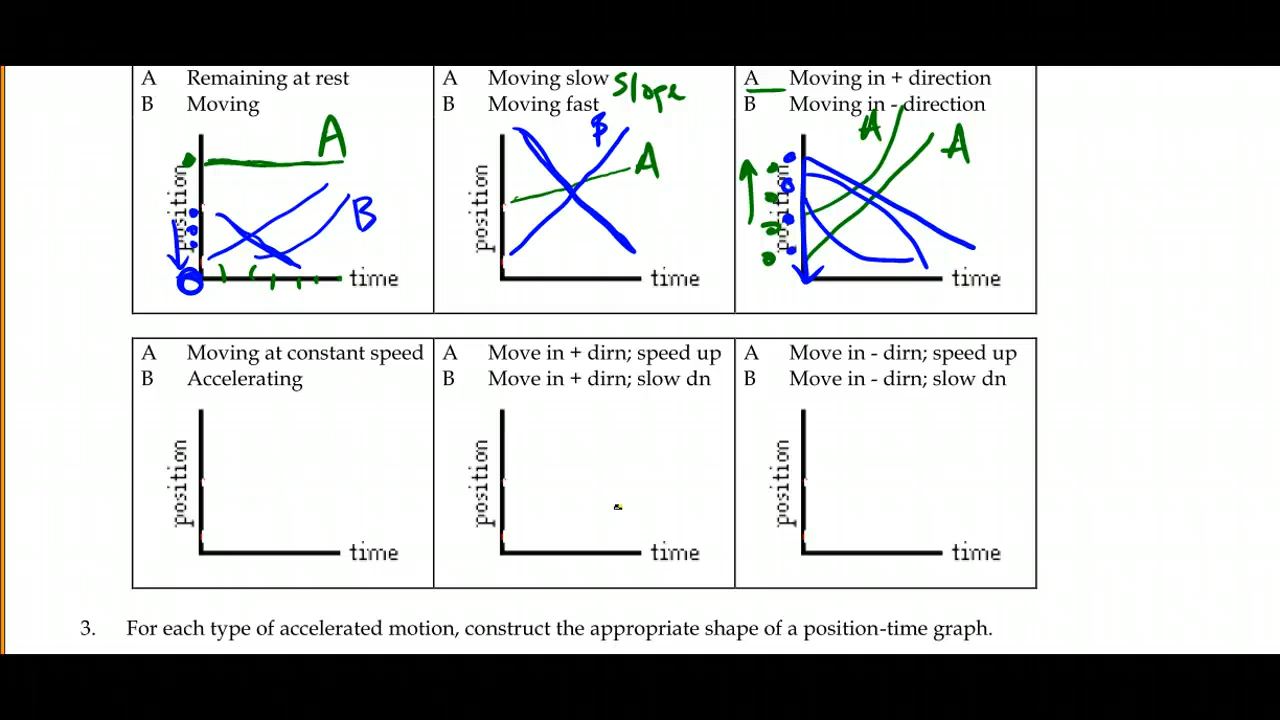 A Remaining at rest
B Moving
A
B
position
time
A Moving slow
B Moving fast
slope
B
A
position
time
A Moving in + direction
B Moving in - direction
A
A
position
time
A Moving at constant speed
B Accelerating
position
time
A Move in + dirn; speed up
B Move in + dirn; slow dn
position
time
A Move in - dirn; speed up
B Move in - dirn; slow dn
position
time
3. For each type of accelerated motion, construct the appropriate shape of a position-time graph.